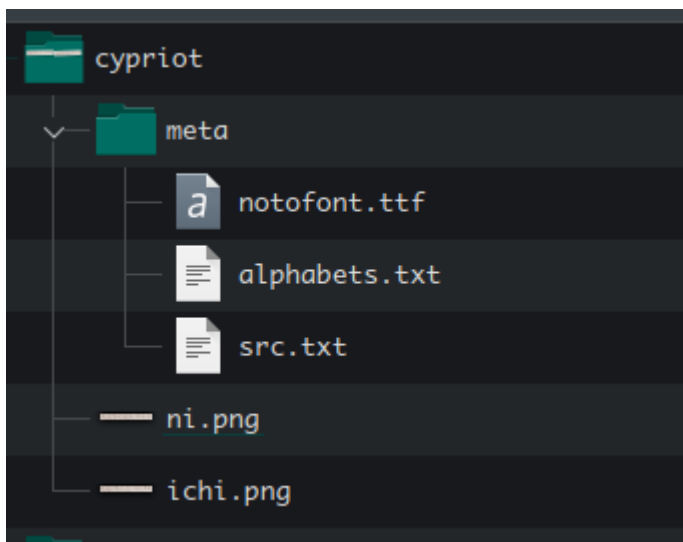 cypriot
meta
notofont.ttf
alphabets.txt
src.txt
ni.png
ichi.png